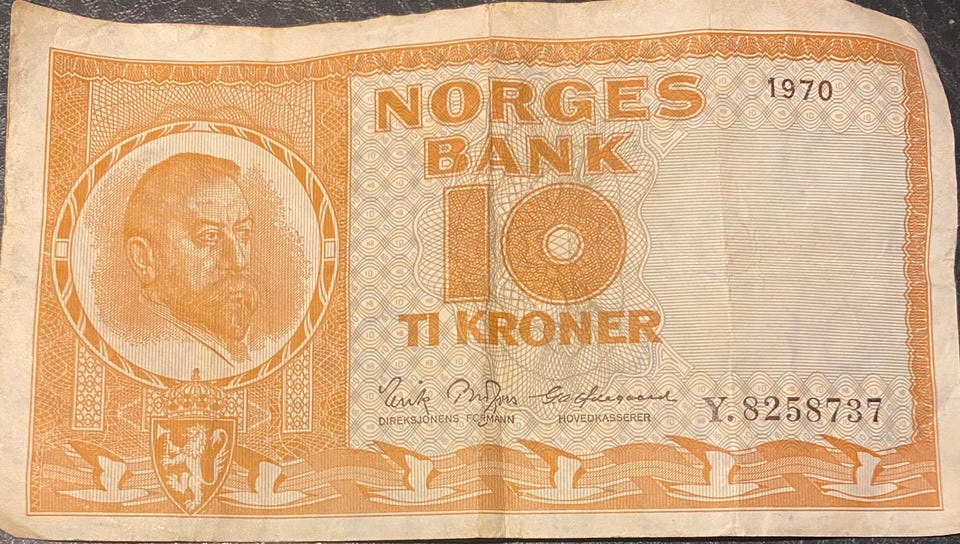 NORGES
1970
BANK
10
TI KRONER
DIREKSJONENS FORMANN
HOVEDKASSERER
Y. 8258737